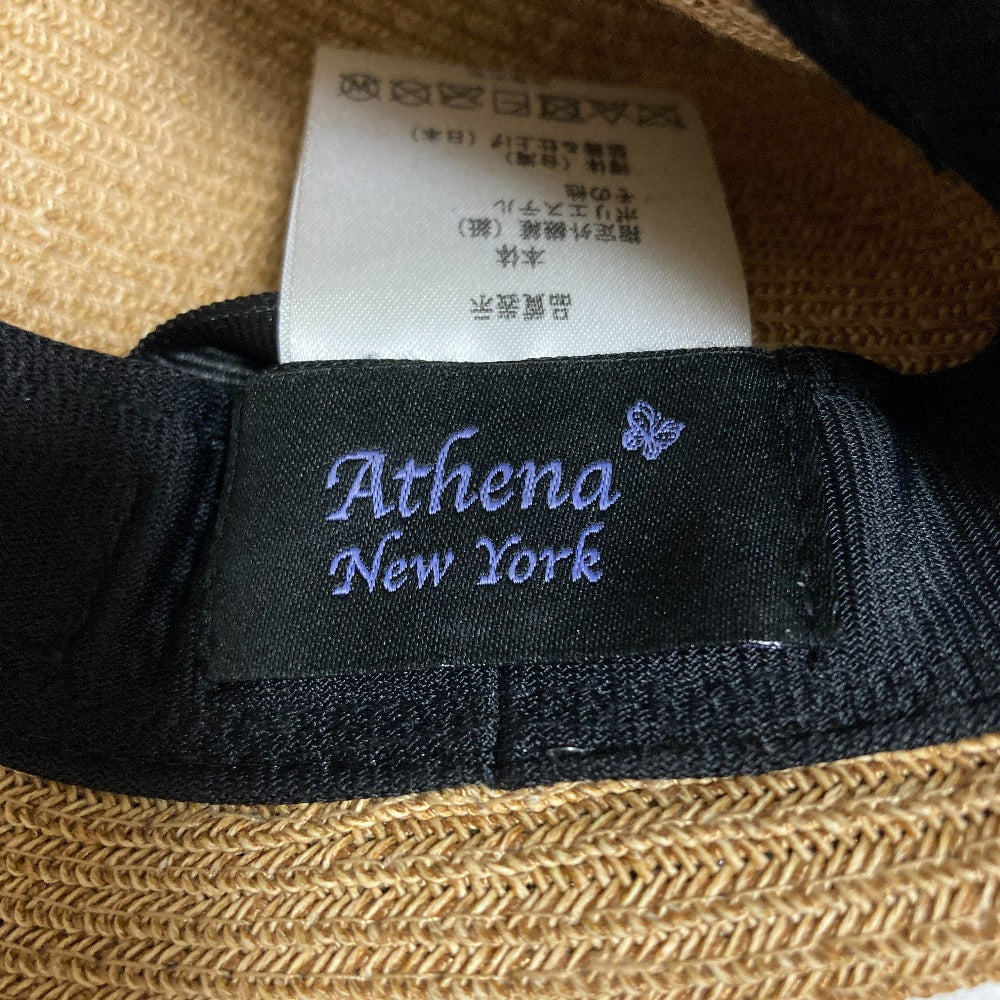 Athena
New York
品質表示
本体
指定外繊維（紙）
ポリエステル
その他
帽体（台湾）
縫製&仕上げ（日本）